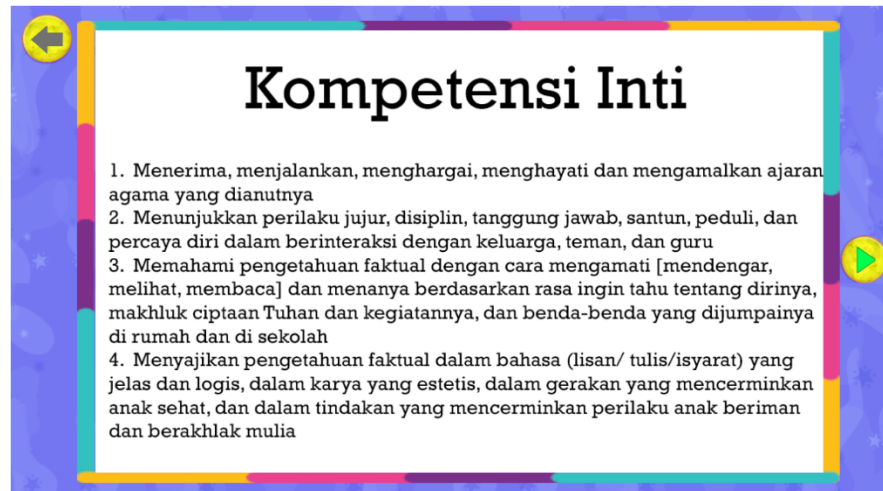 Kompetensi Inti
1. Menerima, menjalankan, menghargai, menghayati dan mengamalkan ajaran
agama yang dianutnya
2. Menunjukkan perilaku jujur, disiplin, tanggung jawab, santun, peduli, dan
percaya diri dalam berinteraksi dengan keluarga, teman, dan guru
3. Memahami pengetahuan faktual dengan cara mengamati [mendengar,
melihat, membaca] dan menanya berdasarkan rasa ingin tahu tentang dirinya,
makhluk ciptaan Tuhan dan kegiatannya, dan benda-benda yang dijumpainya
di rumah dan di sekolah
4. Menyajikan pengetahuan faktual dalam bahasa (lisan/ tulis/isyarat) yang
jelas dan logis, dalam karya yang estetis, dalam gerakan yang mencerminkan
anak sehat, dan dalam tindakan yang mencerminkan perilaku anak beriman
dan berakhlak mulia